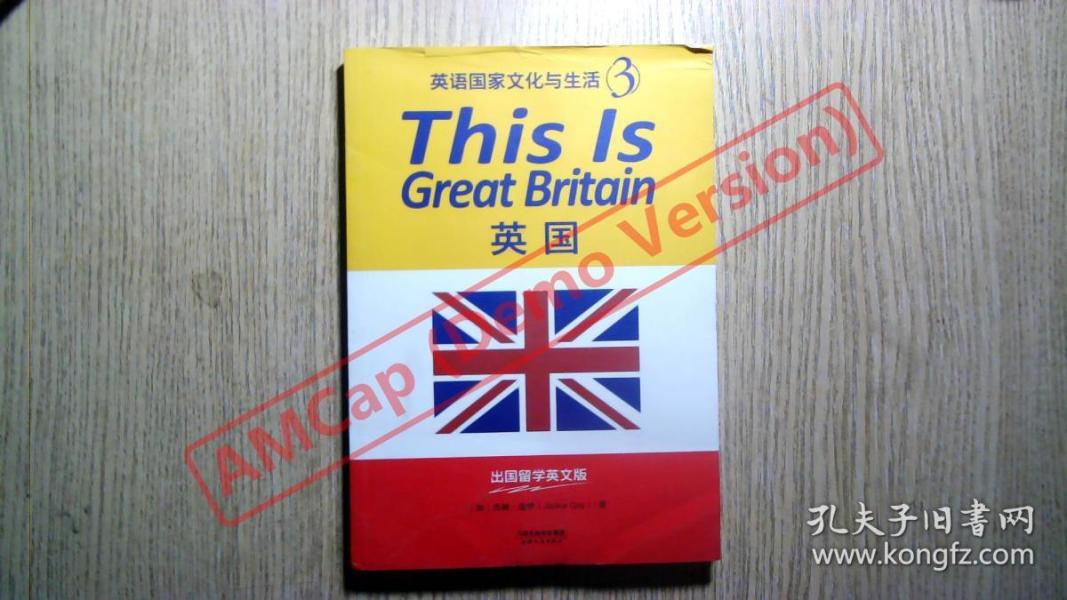 英语国家文化与生活3
This Is
Great Britain
英国
AMCap (Demo Version)
出国留学英文版
孔夫子旧书网
www.kongfz.com